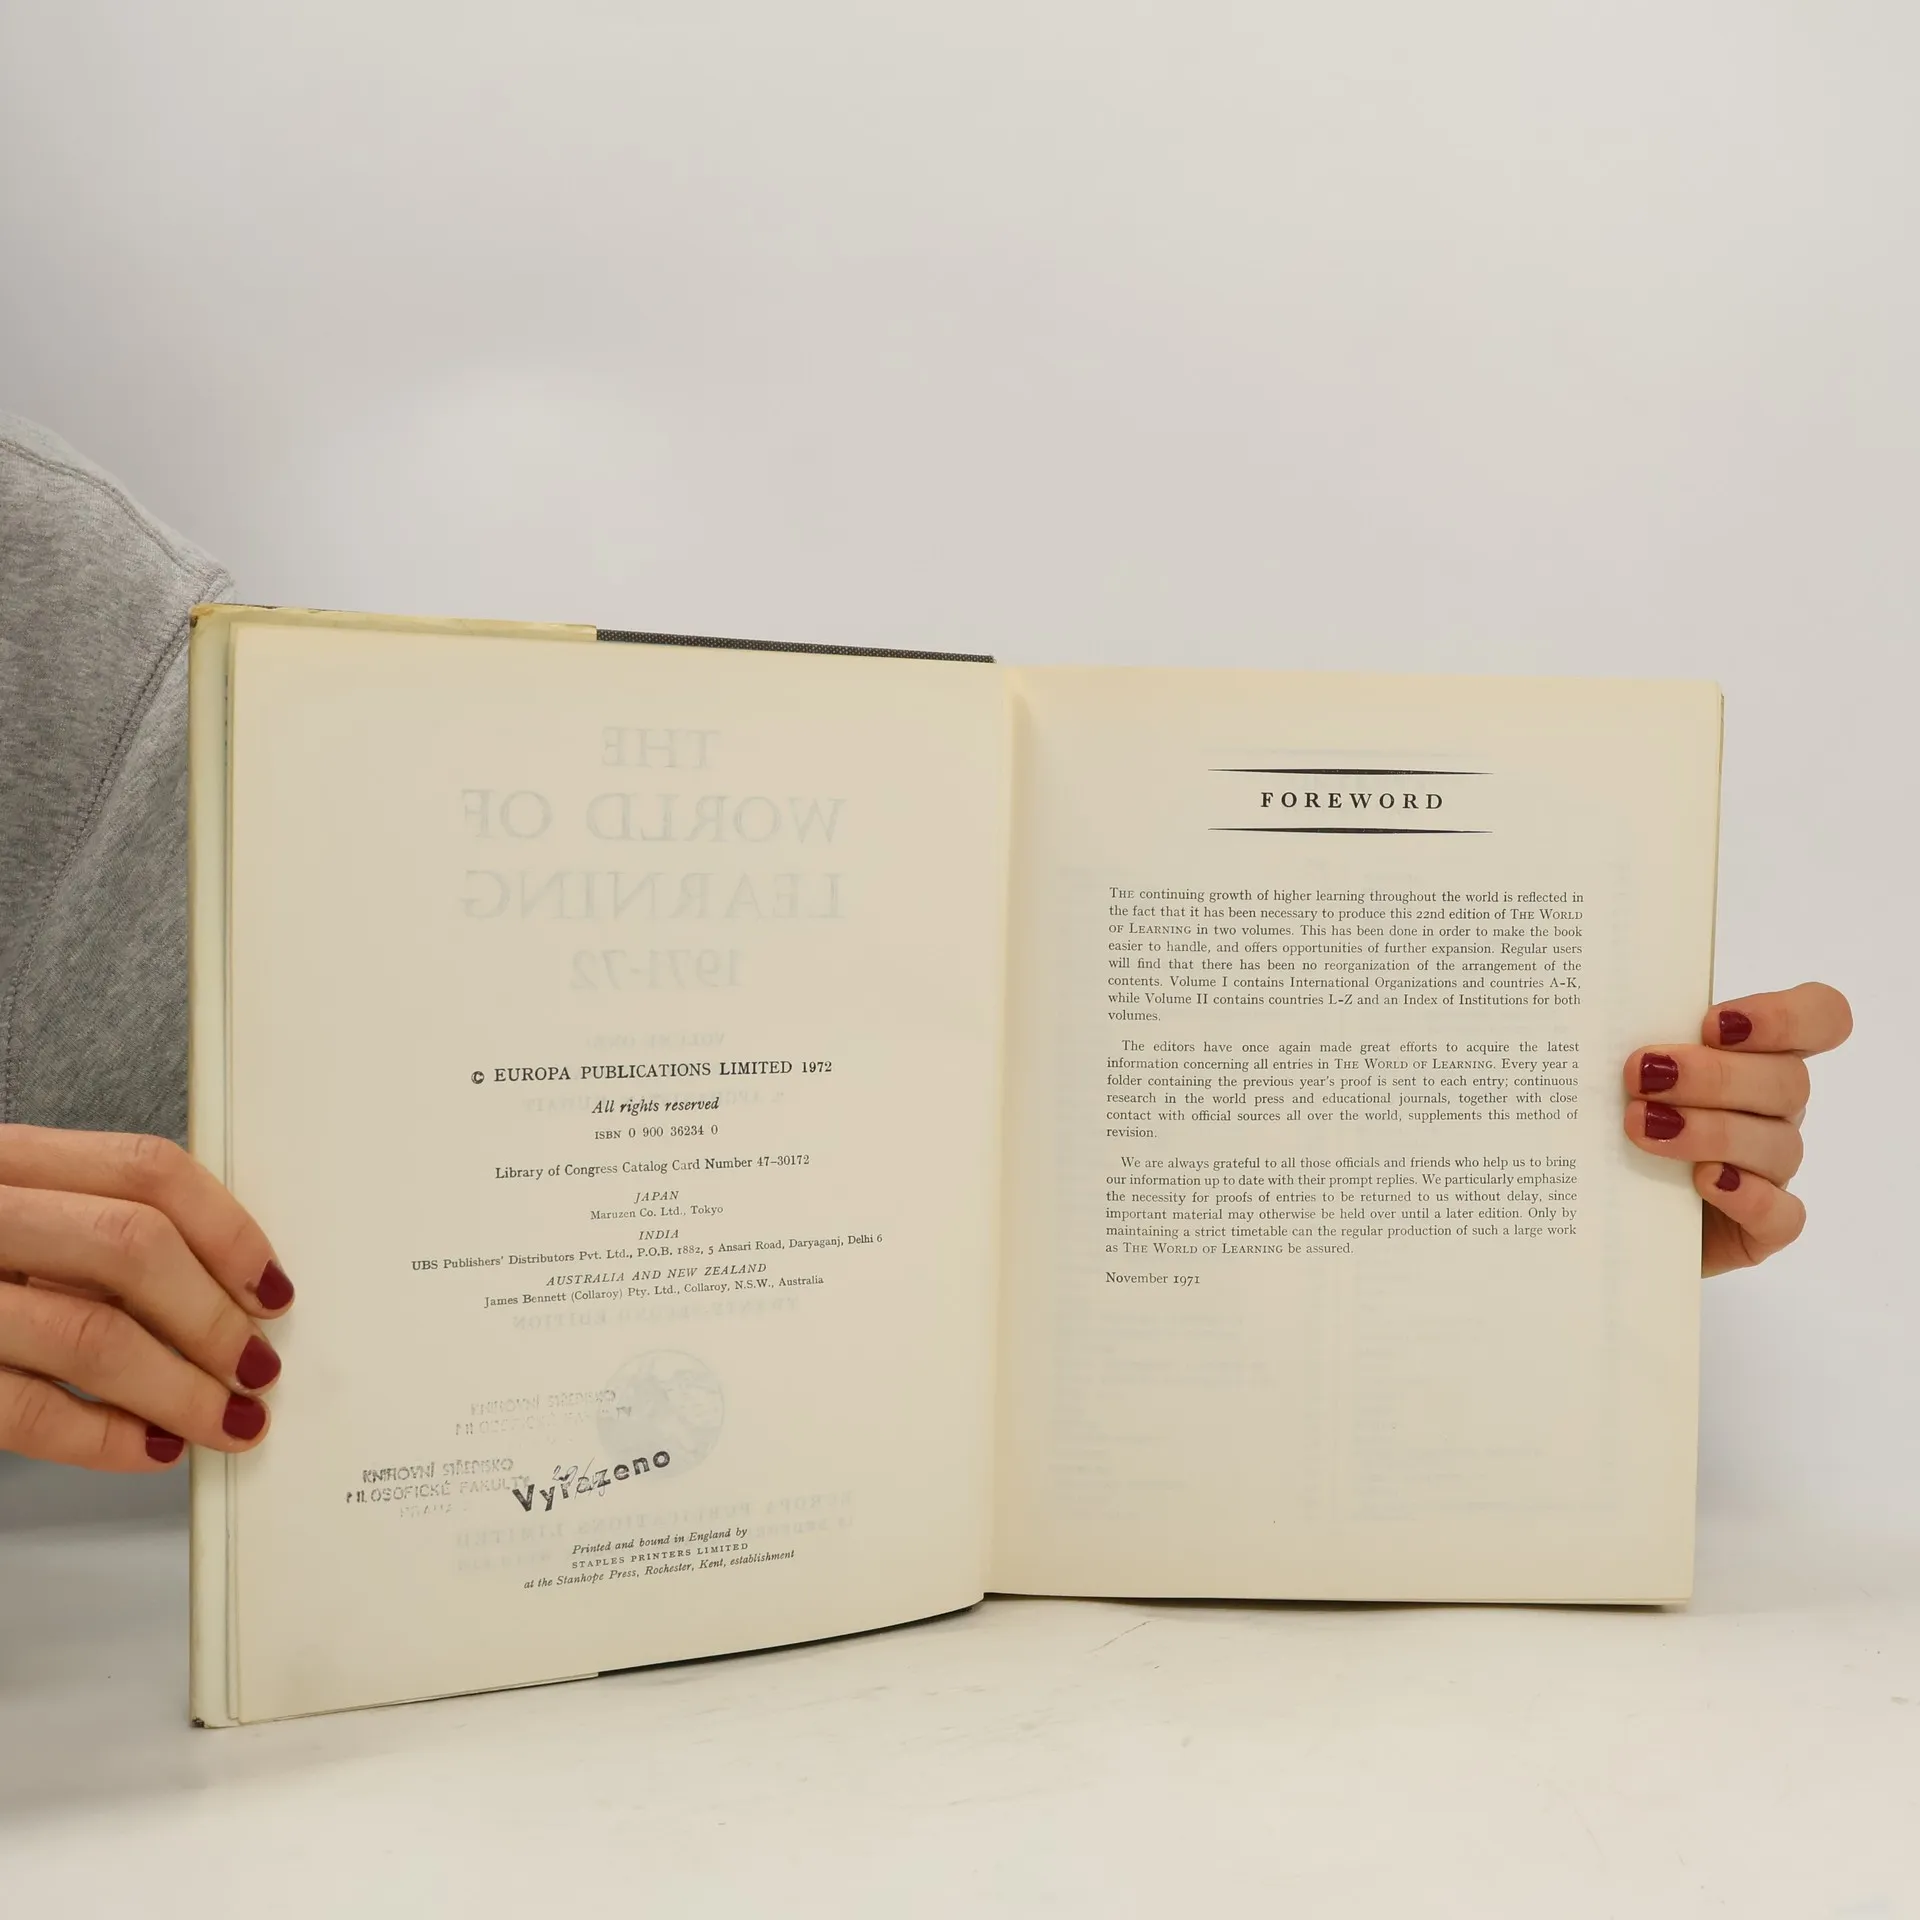 THE
WORLD OF
LEARNING
1971-72
© EUROPA PUBLICATIONS LIMITED 1972
All rights reserved
ISBN 0 900 36234 0
Library of Congress Catalog Card Number 47–30172
JAPAN
Maruzen Co. Ltd., Tokyo
INDIA
UBS Publishers' Distributors Pvt. Ltd., P.O.B. 1882, 5 Ansari Road, Daryaganj, Delhi 6
AUSTRALIA AND NEW ZEALAND
James Bennett (Collaroy) Pty. Ltd., Collaroy, N.S.W., Australia
KNIHOVNÍ STŘEDISKO
FILOSOFICKÉ FAKULTY
Vyřazeno
Printed and bound in England by
STAPLES PRINTERS LIMITED
at the Stanhope Press, Rochester, Kent, establishment
FOREWORD
THE continuing growth of higher learning throughout the world is reflected in
the fact that it has been necessary to produce this 22nd edition of THE WORLD
OF LEARNING in two volumes. This has been done in order to make the book
easier to handle, and offers opportunities of further expansion. Regular users
will find that there has been no reorganization of the arrangement of the
contents. Volume I contains International Organizations and countries A–K,
while Volume II contains countries L–Z and an Index of Institutions for both
volumes.
The editors have once again made great efforts to acquire the latest
information concerning all entries in THE WORLD OF LEARNING. Every year a
folder containing the previous year's proof is sent to each entry; continuous
research in the world press and educational journals, together with close
contact with official sources all over the world, supplements this method of
revision.
We are always grateful to all those officials and friends who help us to bring
our information up to date with their prompt replies. We particularly emphasize
the necessity for proofs of entries to be returned to us without delay, since
important material may otherwise be held over until a later edition. Only by
maintaining a strict timetable can the regular production of such a large work
as THE WORLD OF LEARNING be assured.
November 1971